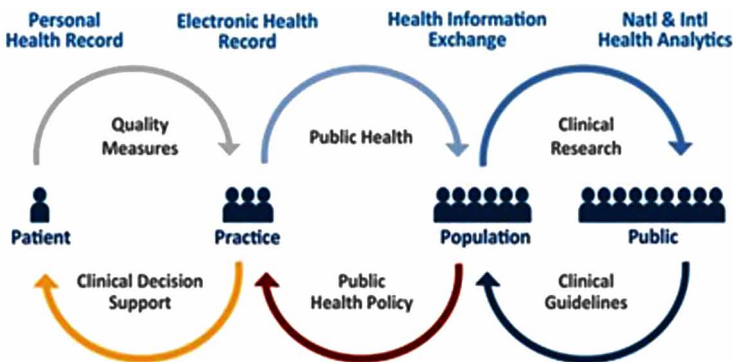 Personal
Health Record
Electronic Health
Record
Health Information
Exchange
Natl & Intl
Health Analytics
Quality
Measures
Public Health
Clinical
Research
Patient
Practice
Population
Public
Clinical Decision
Support
Public
Health Policy
Clinical
Guidelines